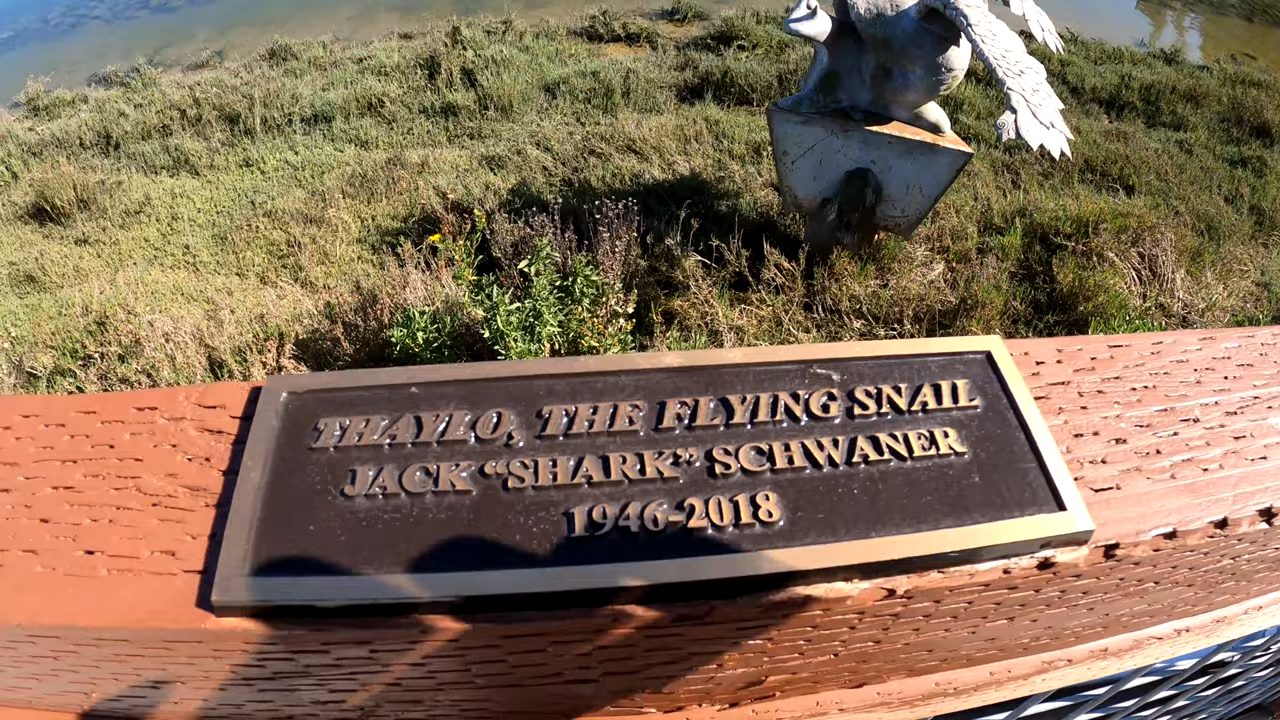 THAYLO, THE FLYING SNAIL
JACK “SHARK” SCHWANER
1946-2018